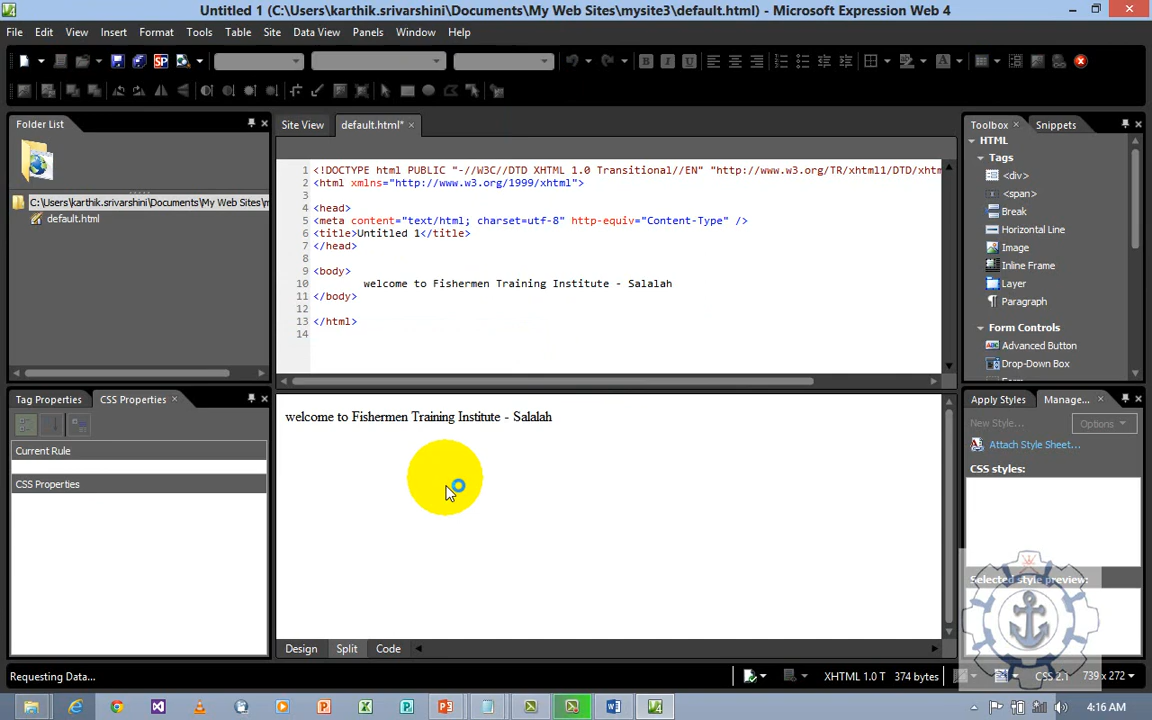 Untitled 1 (C:\Users\karthik.srivarshini\Documents\My Web Sites\mysite3\default.html) - Microsoft Expression Web 4
File Edit View Insert Format Tools Table Site Data View Panels Window Help
Folder List
C:\Users\karthik.srivarshini\Documents\My Web Sites\m
default.html
Site View default.html*
1 <!DOCTYPE html PUBLIC "-//W3C//DTD XHTML 1.0 Transitional//EN" "http://www.w3.org/TR/xhtml1/DTD/xhtm
2 <html xmlns="http://www.w3.org/1999/xhtml">
3
4 <head>
5 <meta content="text/html; charset=utf-8" http-equiv="Content-Type" />
6 <title>Untitled 1</title>
7 </head>
8
9 <body>
10 welcome to Fishermen Training Institute - Salalah
11 </body>
12
13 </html>
14
welcome to Fishermen Training Institute - Salalah
Design Split Code
Tag Properties CSS Properties
Current Rule
CSS Properties
Toolbox Snippets
HTML
Tags
<div>
<span>
Break
Horizontal Line
Image
Inline Frame
Layer
Paragraph
Form Controls
Advanced Button
Drop-Down Box
Apply Styles Manage...
New Style... Options
Attach Style Sheet...
CSS styles:
Selected style preview:
Requesting Data...
XHTML 1.0 T 374 bytes CSS 2.1 739 x 272
4:16 AM